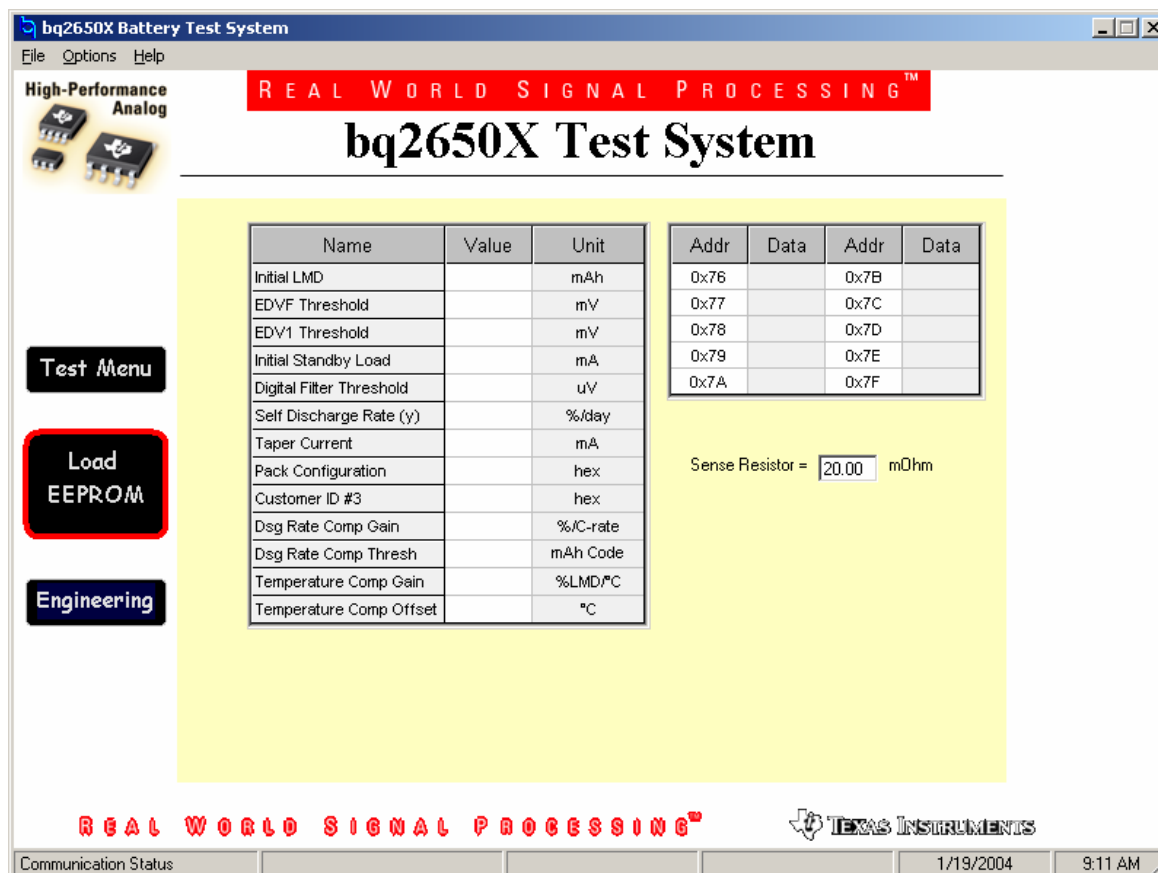 bq2650X Battery Test System
File Options Help
High-Performance
Analog
REAL WORLD SIGNAL PROCESSING™
bq2650X Test System
Name Value Unit
Initial LMD mAh
EDVF Threshold mV
EDV1 Threshold mV
Initial Standby Load mA
Digital Filter Threshold uV
Self Discharge Rate (y) %/day
Taper Current mA
Pack Configuration hex
Customer ID #3 hex
Dsg Rate Comp Gain %/C-rate
Dsg Rate Comp Thresh mAh Code
Temperature Comp Gain %LMD/°C
Temperature Comp Offset °C
Addr Data Addr Data
0x76 0x7B
0x77 0x7C
0x78 0x7D
0x79 0x7E
0x7A 0x7F
Sense Resistor = 20.00 mOhm
Test Menu
Load
EEPROM
Engineering
REAL WORLD SIGNAL PROCESSING™
TEXAS INSTRUMENTS
Communication Status 1/19/2004 9:11 AM